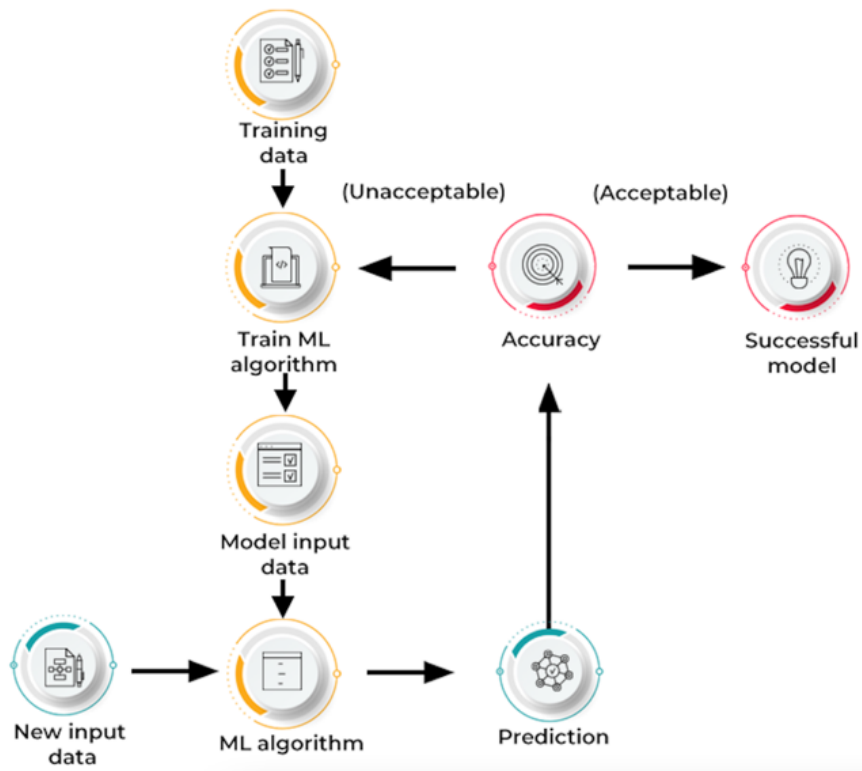 Training
data
(Unacceptable)
(Acceptable)
Train ML
algorithm
Accuracy
Successful
model
Model input
data
New input
data
ML algorithm
Prediction